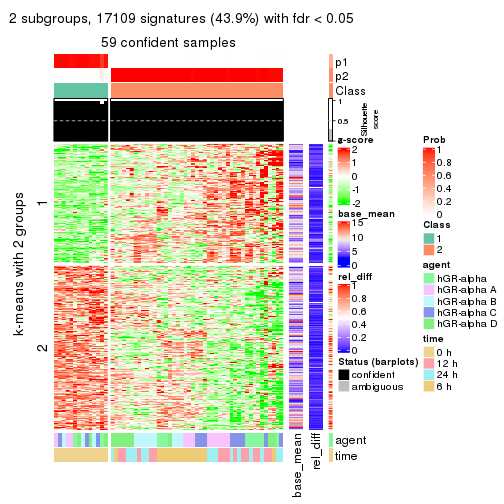 2 subgroups, 17109 signatures (43.9%) with fdr < 0.05
59 confident samples
p1
p2
Class
1
0.5
0
Silhouette
score
k-means with 2 groups
1
2
z-score
2
1
0
-1
-2
base_mean
15
10
5
0
rel_diff
1
0.8
0.6
0.4
0.2
0
Status (barplots)
confident
ambiguous
Prob
1
0.8
0.6
0.4
0.2
0
Class
1
2
agent
hGR-alpha
hGR-alpha A
hGR-alpha B
hGR-alpha C
hGR-alpha D
time
0 h
12 h
24 h
6 h
agent
time
base_mean
rel_diff